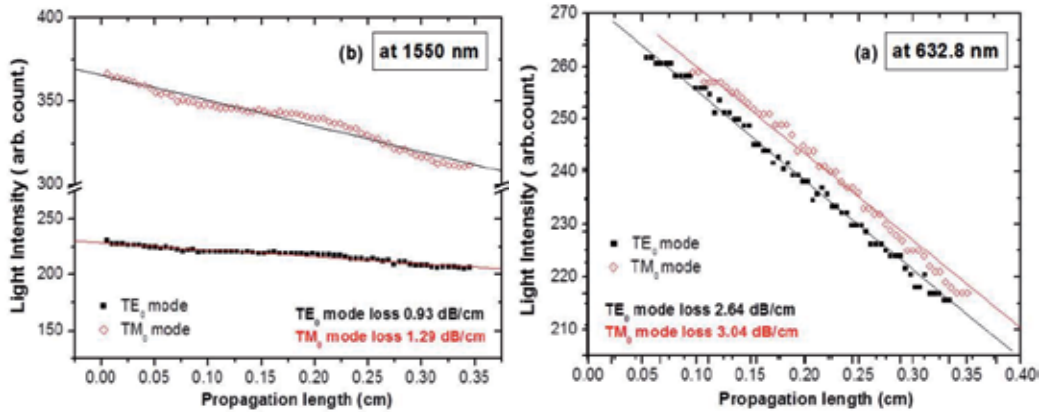 (b)
at 1550 nm
Light Intensity ( arb. count.)
400
350
300
250
200
150
TE0 mode
TM0 mode
TE0 mode loss 0.93 dB/cm
TM0 mode loss 1.29 dB/cm
0.00 0.05 0.10 0.15 0.20 0.25 0.30 0.35
Propagation length (cm)
(a)
at 632.8 nm
Light Intensity ( arb.count.)
270
260
250
240
230
220
210
TE0 mode
TM0 mode
TE0 mode loss 2.64 dB/cm
TM0 mode loss 3.04 dB/cm
0.00 0.05 0.10 0.15 0.20 0.25 0.30 0.35 0.40
Propagation length (cm)